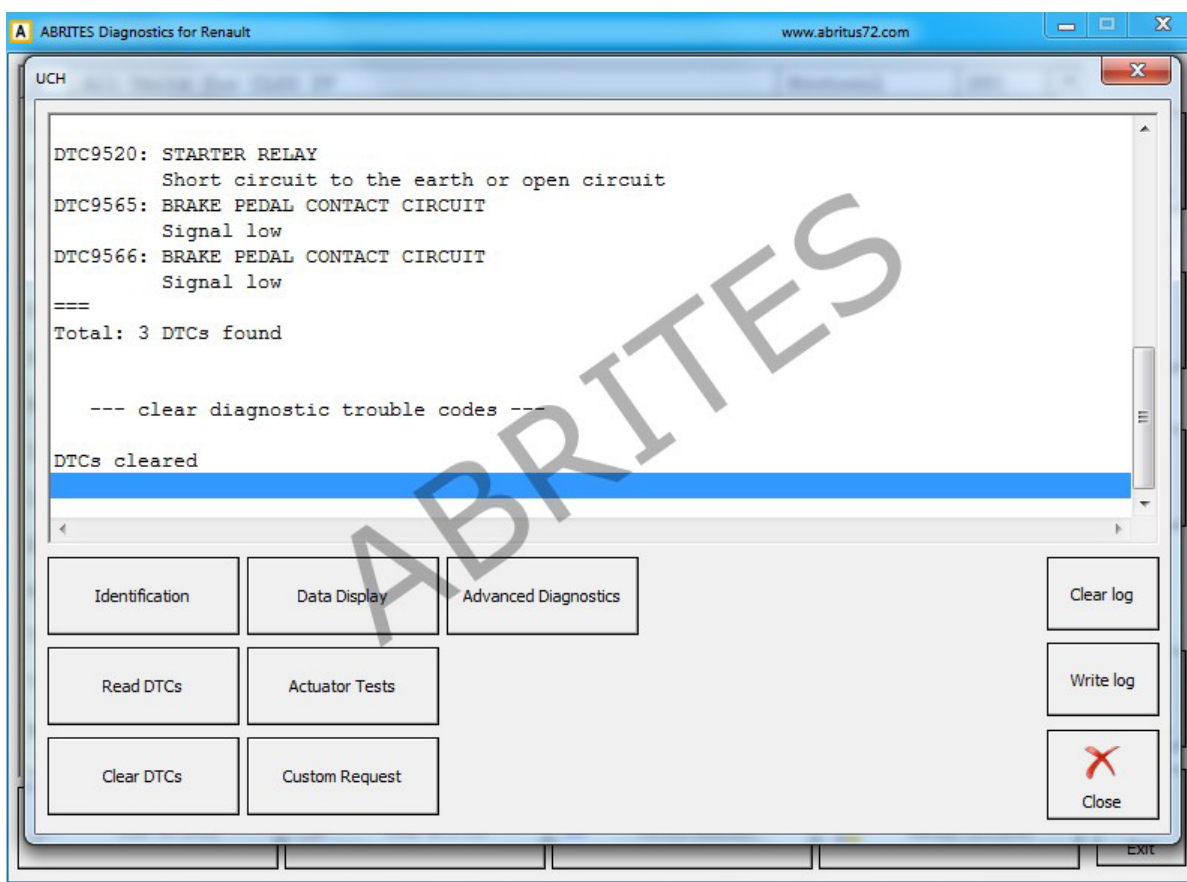 A ABRITES Diagnostics for Renault www.abritus72.com
UCH
DTC9520: STARTER RELAY
Short circuit to the earth or open circuit
DTC9565: BRAKE PEDAL CONTACT CIRCUIT
Signal low
DTC9566: BRAKE PEDAL CONTACT CIRCUIT
Signal low
===
Total: 3 DTCs found
--- clear diagnostic trouble codes ---
DTCs cleared
ABRITES
Identification Data Display Advanced Diagnostics Clear log
Read DTCs Actuator Tests Write log
Clear DTCs Custom Request Close
Exit